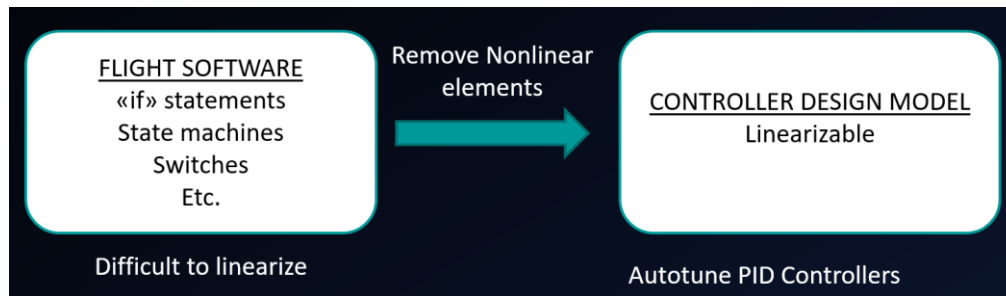 FLIGHT SOFTWARE
«if» statements
State machines
Switches
Etc.
Difficult to linearize
Remove Nonlinear
elements
CONTROLLER DESIGN MODEL
Linearizable
Autotune PID Controllers